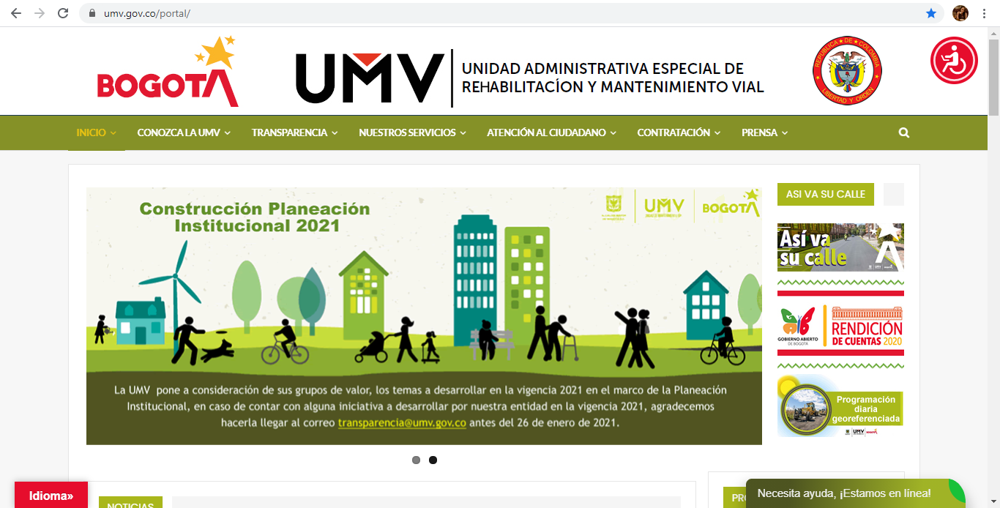 umv.gov.co/portal/
BOGOTÁ
UMV
UNIDAD ADMINISTRATIVA ESPECIAL DE
REHABILITACÍON Y MANTENIMIENTO VIAL
REPUBLICA ★ DE ★ COLOMBIA
LIBERTAD Y ORDEN
INICIO
CONOZCA LA UMV
TRANSPARENCIA
NUESTROS SERVICIOS
ATENCIÓN AL CIUDADANO
CONTRATACIÓN
PRENSA
Construcción Planeación
Institucional 2021
UMV
BOGOTÁ
La UMV pone a consideración de sus grupos de valor, los temas a desarrollar en la vigencia 2021 en el marco de la Planeación
Institucional, en caso de contar con alguna iniciativa a desarrollar por nuestra entidad en la vigencia 2021, agradecemos
hacerla llegar al correo transparencia@umv.gov.co antes del 26 de enero de 2021.
ASI VA SU CALLE
Así va
su calle
GOBIERNO ABIERTO
DE BOGOTÁ
RENDICIÓN
DE CUENTAS 2020
Programación
diaria
georeferenciada
UMV
Idioma»
NOTICIAS
Necesita ayuda, ¡Estamos en línea!